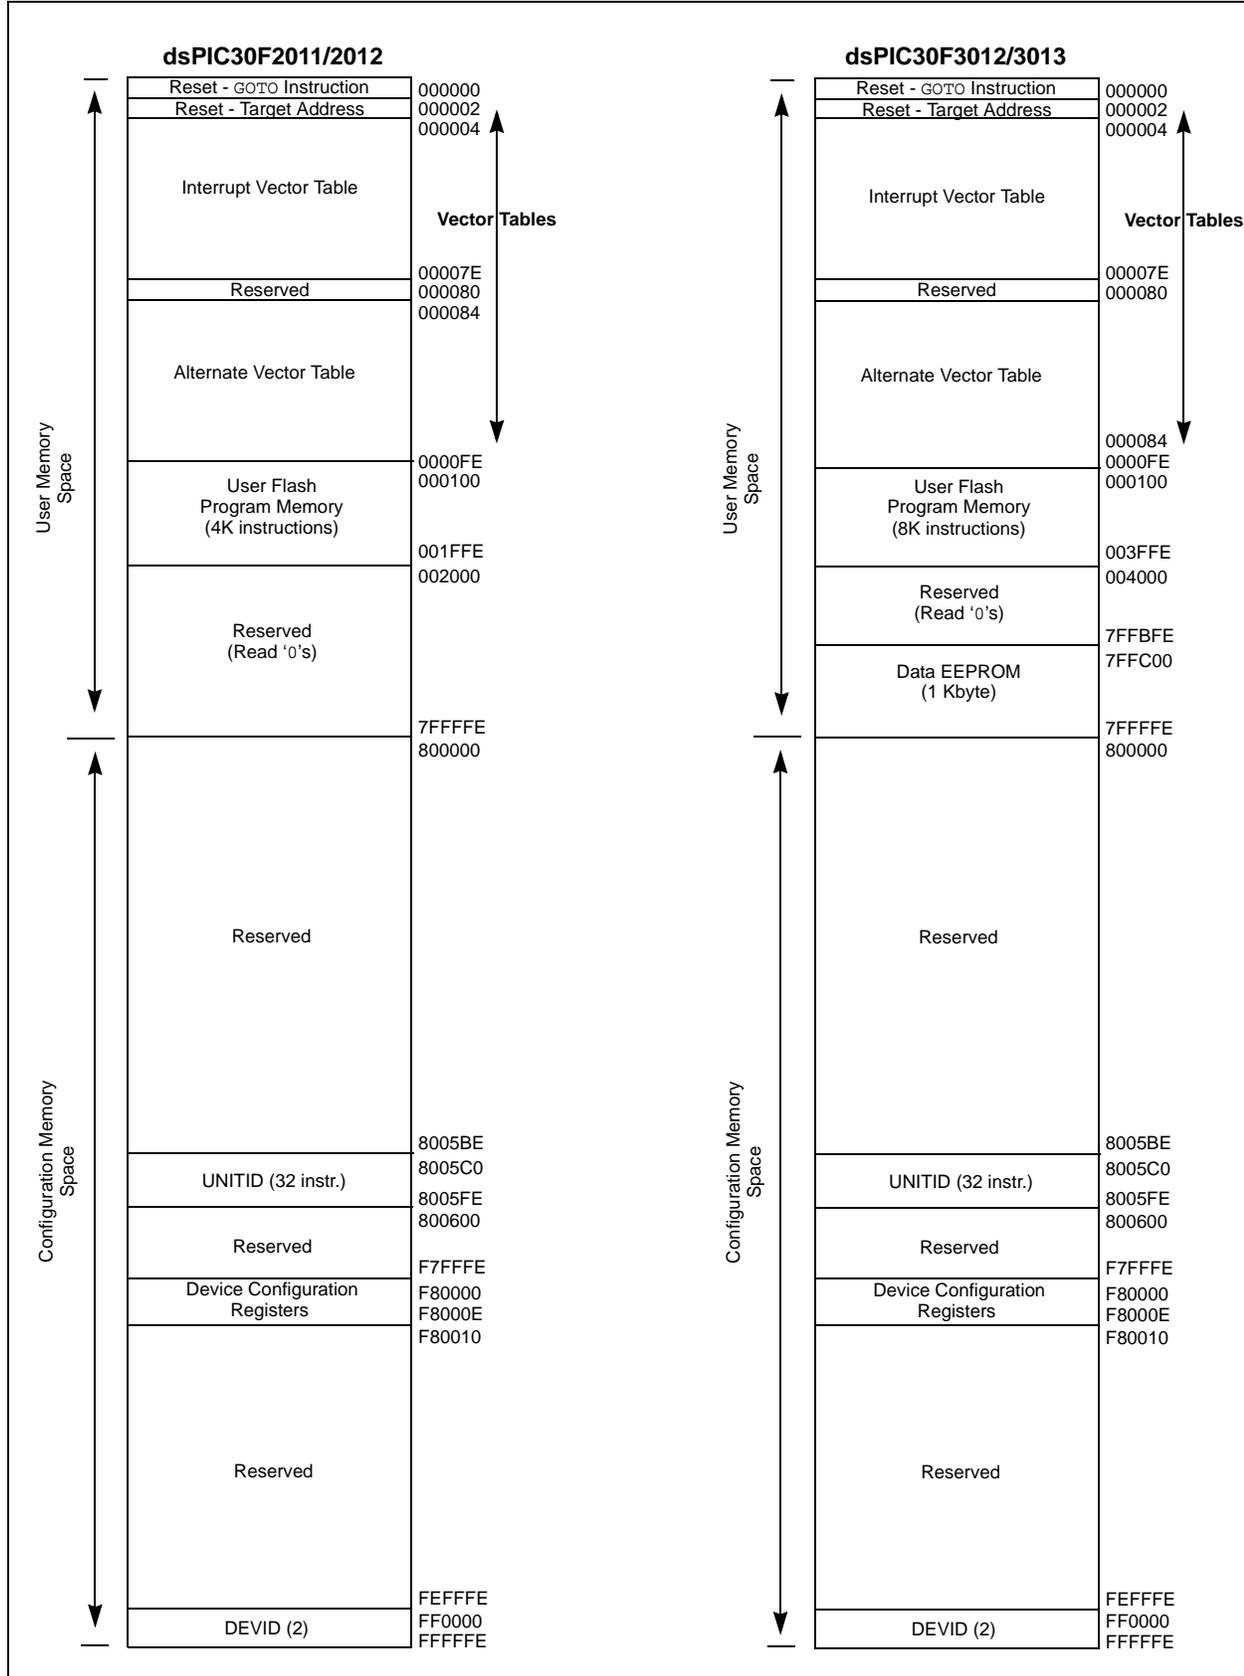 dsPIC30F2011/2012
Reset - GOTO Instruction
000000
Reset - Target Address
000002
000004
Interrupt Vector Table
Vector Tables
00007E
Reserved
000080
000084
Alternate Vector Table
User Memory
Space
0000FE
000100
User Flash
Program Memory
(4K instructions)
001FFE
002000
Reserved
(Read ‘0’s)
7FFFFE
800000
Reserved
Configuration Memory
Space
8005BE
8005C0
UNITID (32 instr.)
8005FE
800600
Reserved
F7FFFE
Device Configuration
Registers
F80000
F8000E
F80010
Reserved
FEFFFE
FF0000
DEVID (2)
FFFFFE
dsPIC30F3012/3013
Reset - GOTO Instruction
000000
Reset - Target Address
000002
000004
Interrupt Vector Table
Vector Tables
00007E
Reserved
000080
Alternate Vector Table
User Memory
Space
000084
0000FE
000100
User Flash
Program Memory
(8K instructions)
003FFE
004000
Reserved
(Read ‘0’s)
7FFBFE
7FFC00
Data EEPROM
(1 Kbyte)
7FFFFE
800000
Reserved
Configuration Memory
Space
8005BE
8005C0
UNITID (32 instr.)
8005FE
800600
Reserved
F7FFFE
Device Configuration
Registers
F80000
F8000E
F80010
Reserved
FEFFFE
FF0000
DEVID (2)
FFFFFE